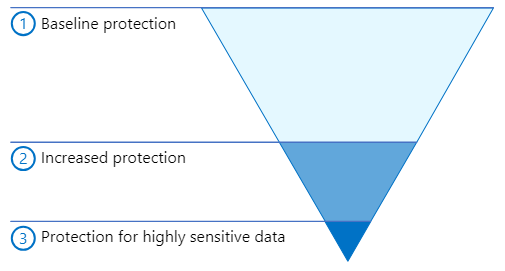 1 Baseline protection
2 Increased protection
3 Protection for highly sensitive data